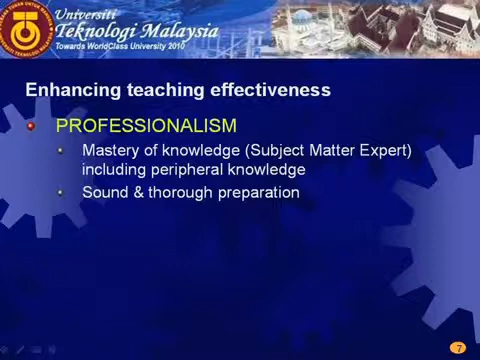 Universiti
Teknologi Malaysia
Towards WorldClass University 2010
Enhancing teaching effectiveness
PROFESSIONALISM
Mastery of knowledge (Subject Matter Expert)
including peripheral knowledge
Sound & thorough preparation
7